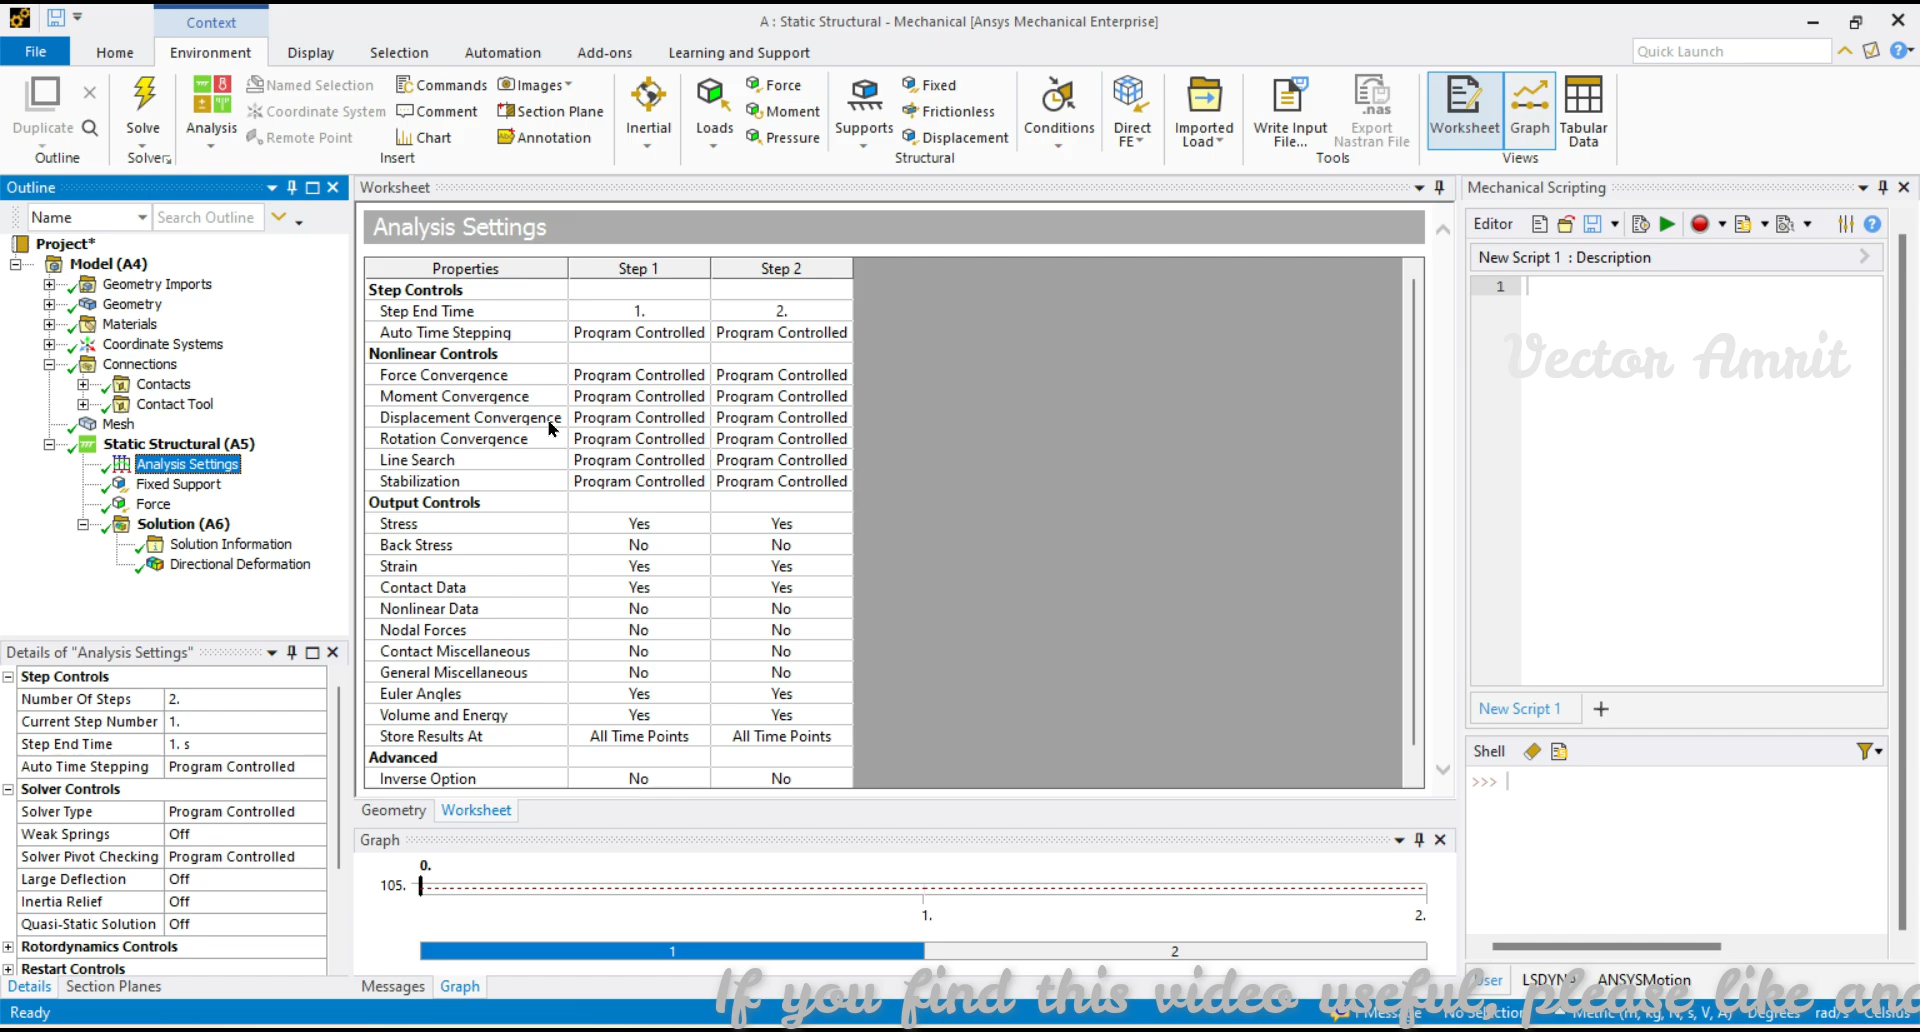 Context
A : Static Structural - Mechanical [Ansys Mechanical Enterprise]
File Home Environment Display Selection Automation Add-ons Learning and Support Quick Launch
Duplicate
Outline
Solve
Solver
Analysis
Named Selection
Coordinate System
Remote Point
Commands
Comment
Chart
Images
Section Plane
Annotation
Insert
Inertial
Loads
Force
Moment
Pressure
Supports
Fixed
Frictionless
Displacement
Structural
Conditions
Direct FE
Imported Load
Write Input File...
Export Nastran File
.nas
Tools
Worksheet
Graph
Tabular Data
Views
Outline
Name Search Outline
Project*
Model (A4)
Geometry Imports
Geometry
Materials
Coordinate Systems
Connections
Contacts
Contact Tool
Mesh
Static Structural (A5)
Analysis Settings
Fixed Support
Force
Solution (A6)
Solution Information
Directional Deformation
Details of "Analysis Settings"
Step Controls
Number Of Steps 2.
Current Step Number 1.
Step End Time 1. s
Auto Time Stepping Program Controlled
Solver Controls
Solver Type Program Controlled
Weak Springs Off
Solver Pivot Checking Program Controlled
Large Deflection Off
Inertia Relief Off
Quasi-Static Solution Off
Rotordynamics Controls
Restart Controls
Details Section Planes
Worksheet
Analysis Settings
Properties Step 1 Step 2
Step Controls
Step End Time 1. 2.
Auto Time Stepping Program Controlled Program Controlled
Nonlinear Controls
Force Convergence Program Controlled Program Controlled
Moment Convergence Program Controlled Program Controlled
Displacement Convergence Program Controlled Program Controlled
Rotation Convergence Program Controlled Program Controlled
Line Search Program Controlled Program Controlled
Stabilization Program Controlled Program Controlled
Output Controls
Stress Yes Yes
Back Stress No No
Strain Yes Yes
Contact Data Yes Yes
Nonlinear Data No No
Nodal Forces No No
Contact Miscellaneous No No
General Miscellaneous No No
Euler Angles Yes Yes
Volume and Energy Yes Yes
Store Results At All Time Points All Time Points
Advanced
Inverse Option No No
Geometry Worksheet
Graph
0.
105.
1. 2.
1 2
Messages Graph
Mechanical Scripting
Editor
New Script 1 : Description
1
Vector Amrit
New Script 1 +
Shell
>>>
User LSDYNA ANSYSMotion
If you find this video useful, please like and
Ready
1 Message No Selection Metric (m, kg, N, s, V, A) Degrees rad/s Celsius